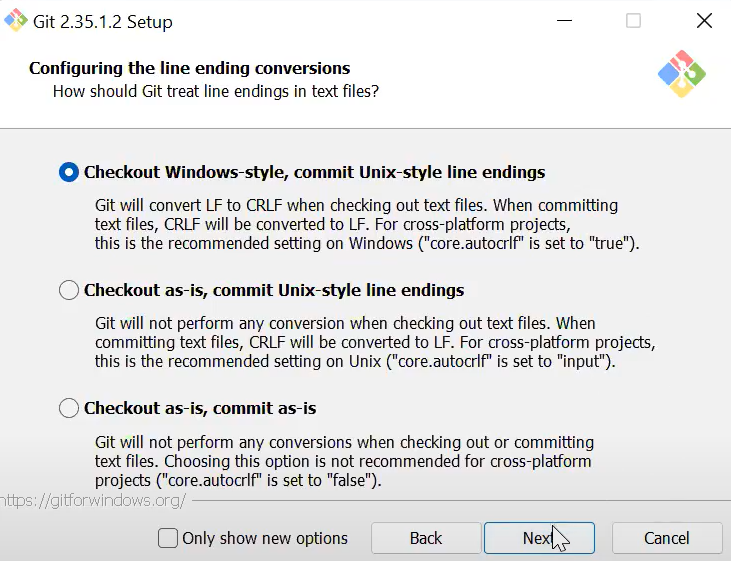 Git 2.35.1.2 Setup
Configuring the line ending conversions
How should Git treat line endings in text files?
Checkout Windows-style, commit Unix-style line endings
Git will convert LF to CRLF when checking out text files. When committing
text files, CRLF will be converted to LF. For cross-platform projects,
this is the recommended setting on Windows ("core.autocrlf" is set to "true").
Checkout as-is, commit Unix-style line endings
Git will not perform any conversion when checking out text files. When
committing text files, CRLF will be converted to LF. For cross-platform projects,
this is the recommended setting on Unix ("core.autocrlf" is set to "input").
Checkout as-is, commit as-is
Git will not perform any conversions when checking out or committing
text files. Choosing this option is not recommended for cross-platform
projects ("core.autocrlf" is set to "false").
https://gitforwindows.org/
Only show new options
Back
Next
Cancel